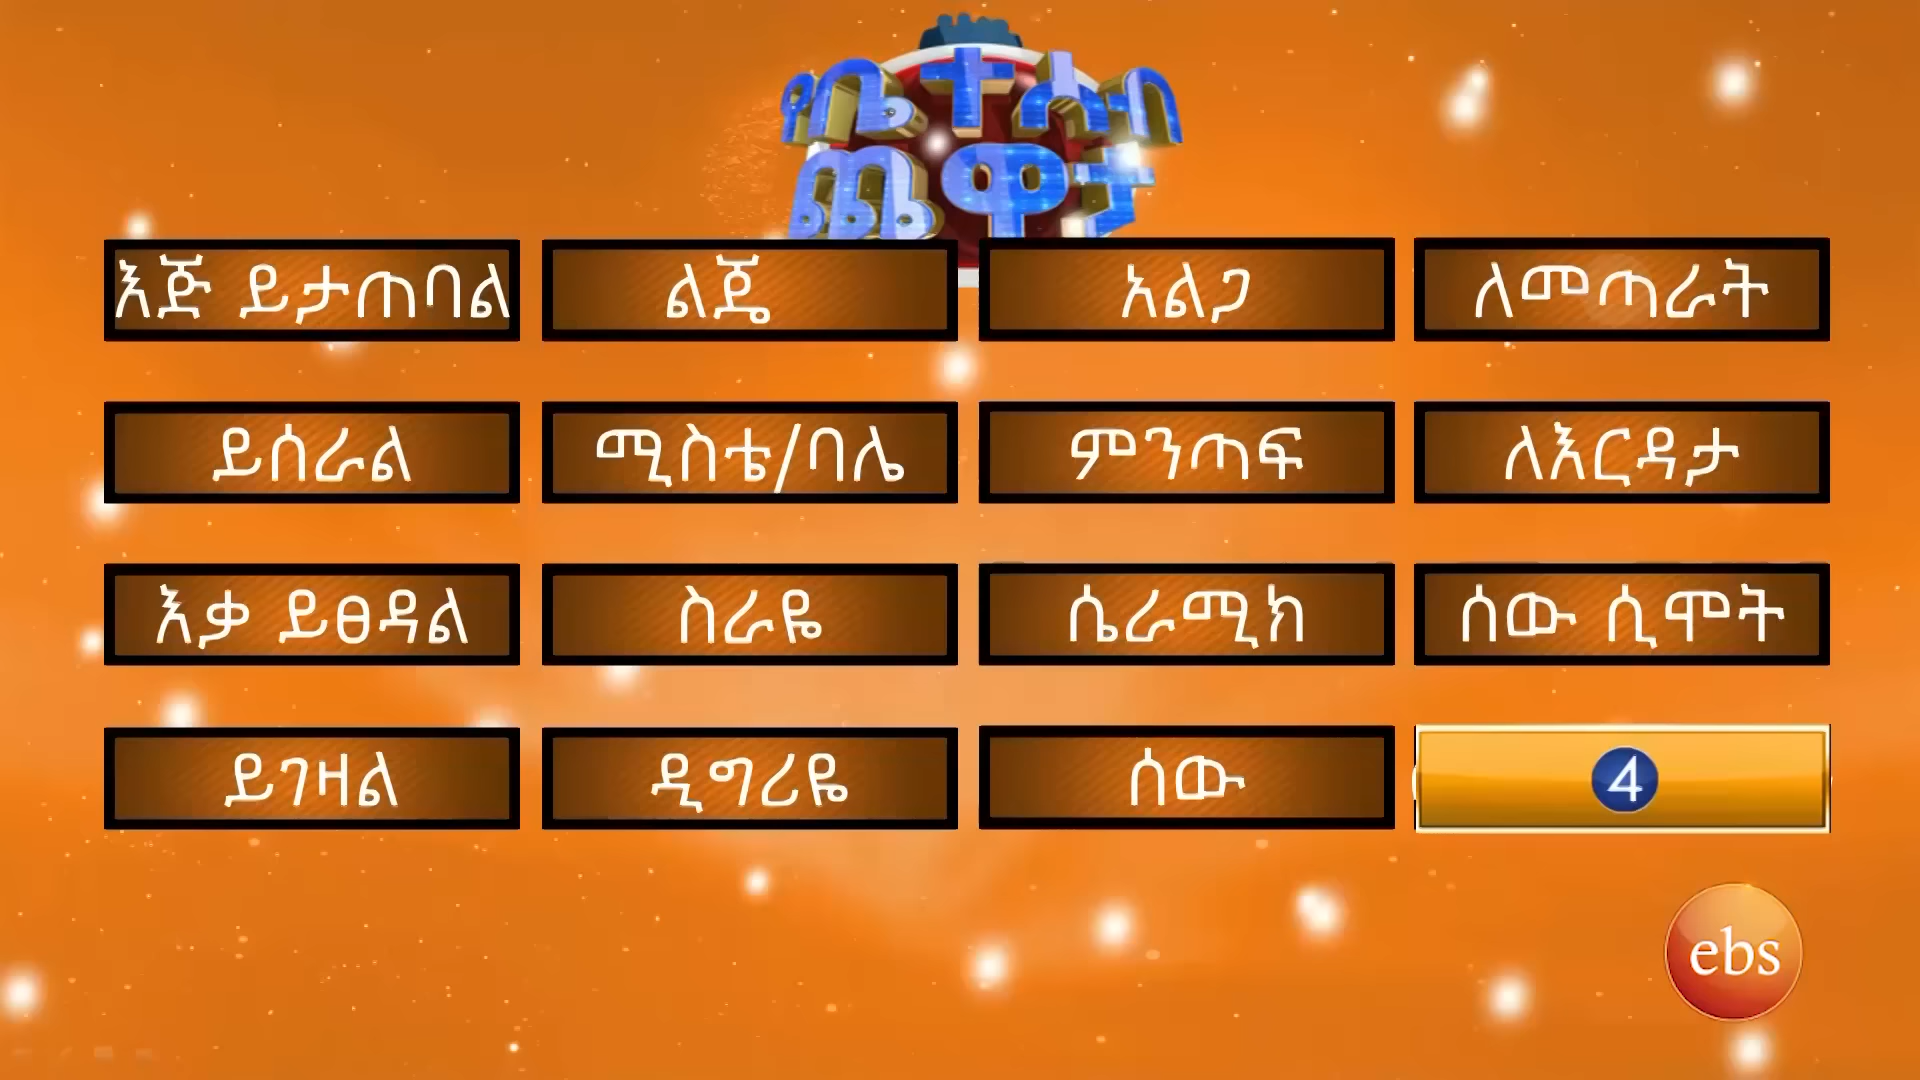 የቤተሰብ
ጨዋታ
እጅ ይታጠባል
ልጄ
አልጋ
ለመጣራት
ይሰራል
ሚስቴ/ባሌ
ምንጣፍ
ለእርዳታ
እቃ ይፀዳል
ስራዬ
ሴራሚክ
ሰው ሲሞት
ይገዛል
ዲግሪዬ
ሰው
4
ebs